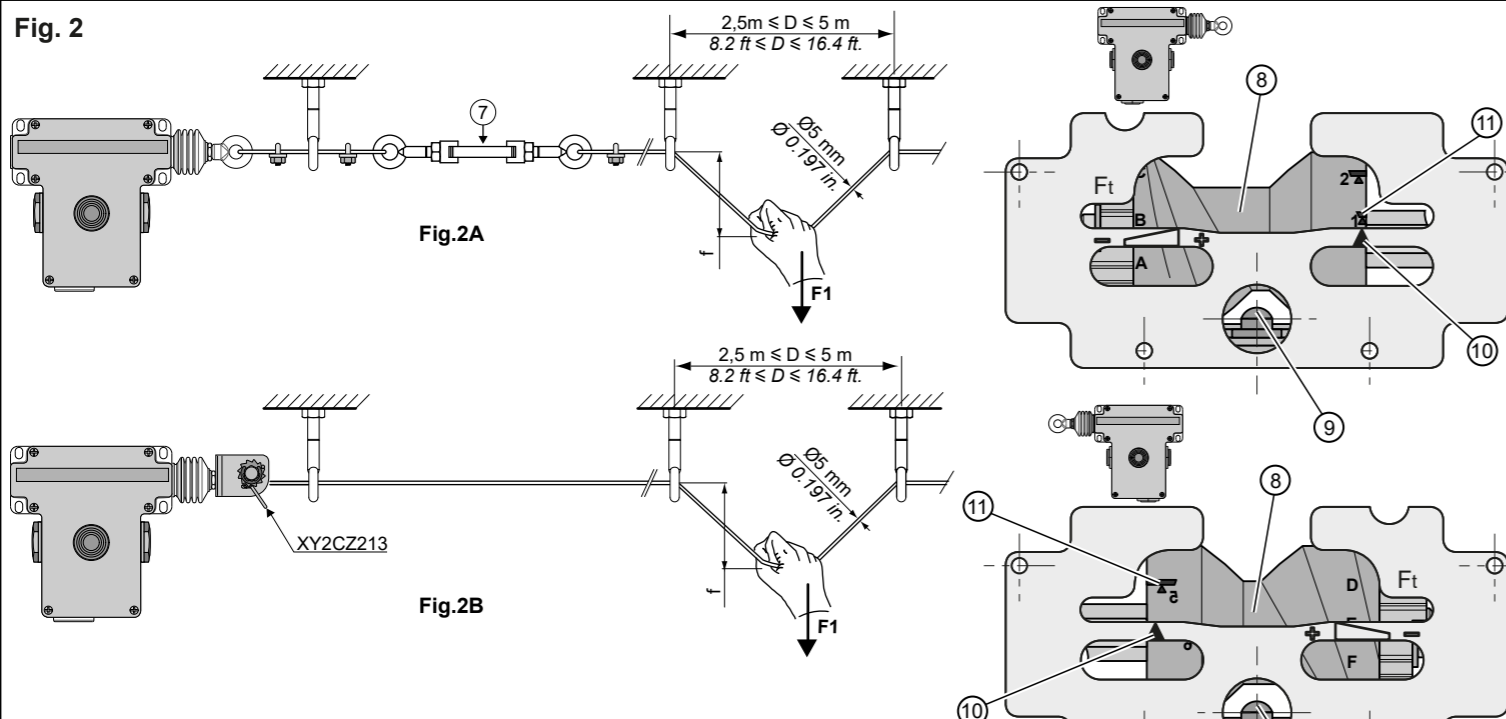 Fig. 2
2,5m ≤ D ≤ 5 m
8.2 ft ≤ D ≤ 16.4 ft.
7
Ø5 mm
Ø 0.197 in.
f
F1
Fig.2A
2,5 m ≤ D ≤ 5 m
8.2 ft ≤ D ≤ 16.4 ft.
Ø5 mm
Ø 0.197 in.
XY2CZ213
f
F1
Fig.2B
8
11
Ft
2
B
1
- +
A
10
9
8
11
D
Ft
+ -
F
10